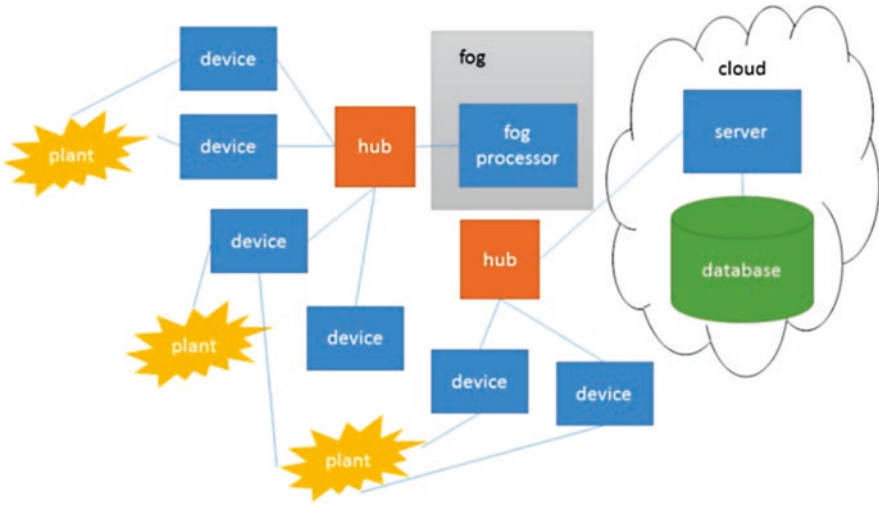 device
fog
cloud
device
hub
fog
processor
server
plant
device
hub
database
plant
device
device
device
plant